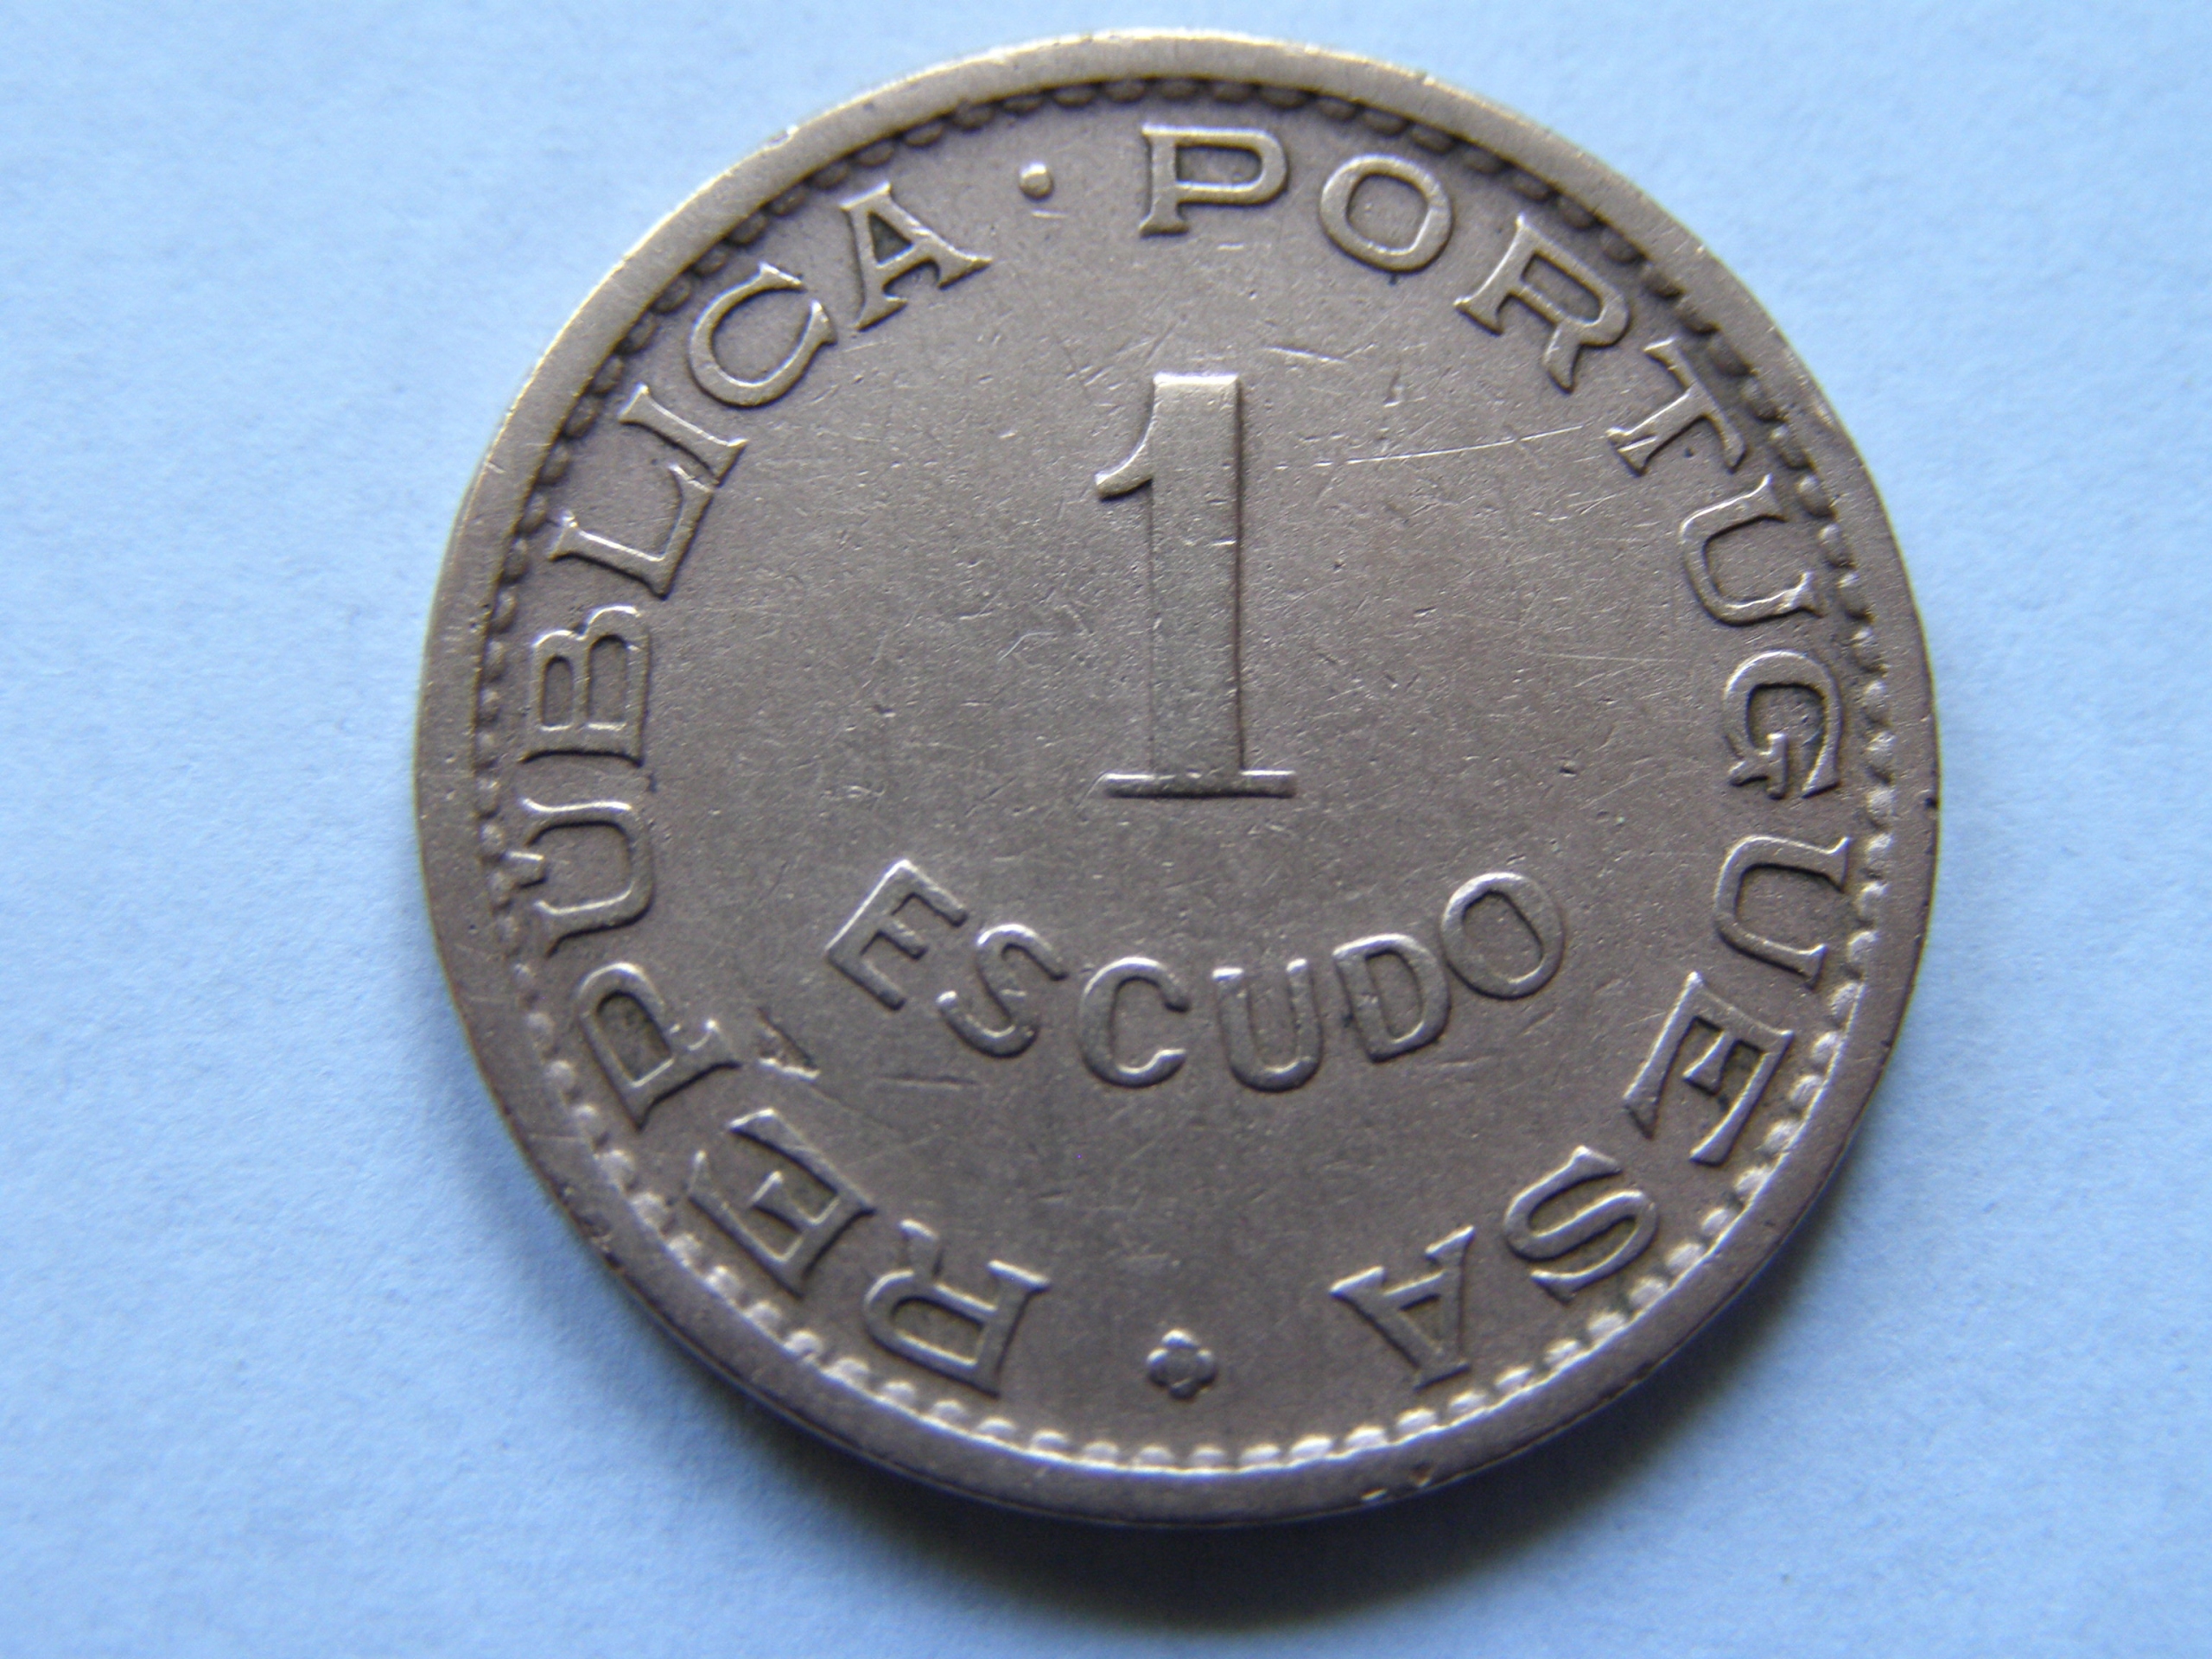 REPÚBLICA · PORTUGUESA
1
ESCUDO